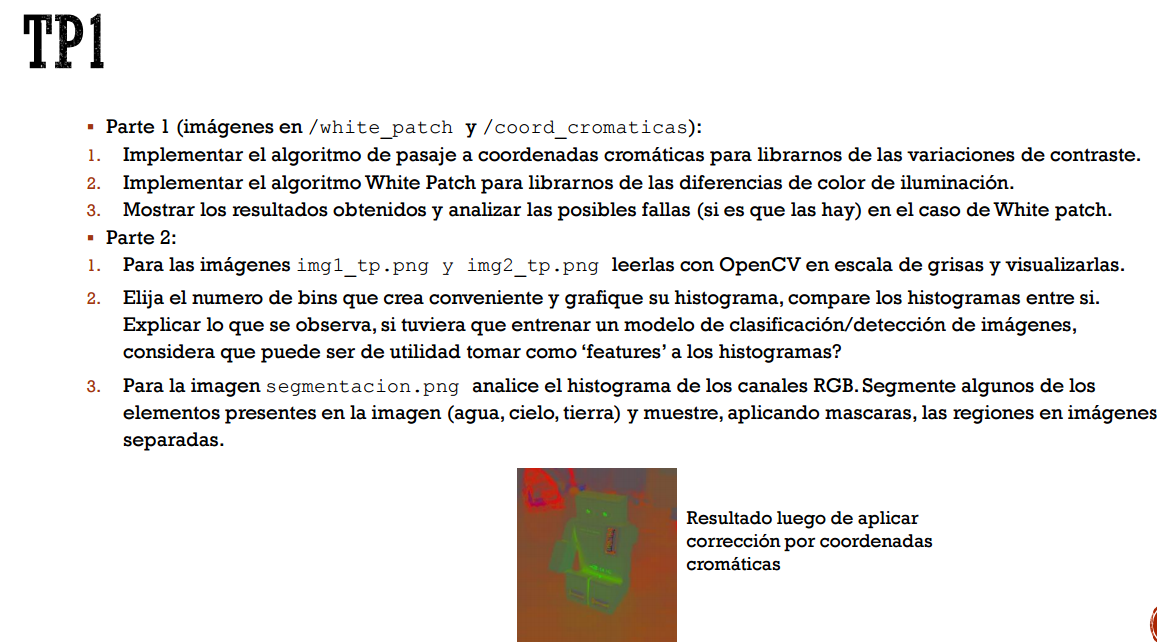 TP1
▪ Parte 1 (imágenes en /white_patch y /coord_cromaticas):
1. Implementar el algoritmo de pasaje a coordenadas cromáticas para librarnos de las variaciones de contraste.
2. Implementar el algoritmo White Patch para librarnos de las diferencias de color de iluminación.
3. Mostrar los resultados obtenidos y analizar las posibles fallas (si es que las hay) en el caso de White patch.
▪ Parte 2:
1. Para las imágenes img1_tp.png y img2_tp.png leerlas con OpenCV en escala de grisas y visualizarlas.
2. Elija el numero de bins que crea conveniente y grafique su histograma, compare los histogramas entre si.
Explicar lo que se observa, si tuviera que entrenar un modelo de clasificación/detección de imágenes,
considera que puede ser de utilidad tomar como ‘features’ a los histogramas?
3. Para la imagen segmentacion.png analice el histograma de los canales RGB. Segmente algunos de los
elementos presentes en la imagen (agua, cielo, tierra) y muestre, aplicando mascaras, las regiones en imágenes
separadas.
Resultado luego de aplicar
corrección por coordenadas
cromáticas